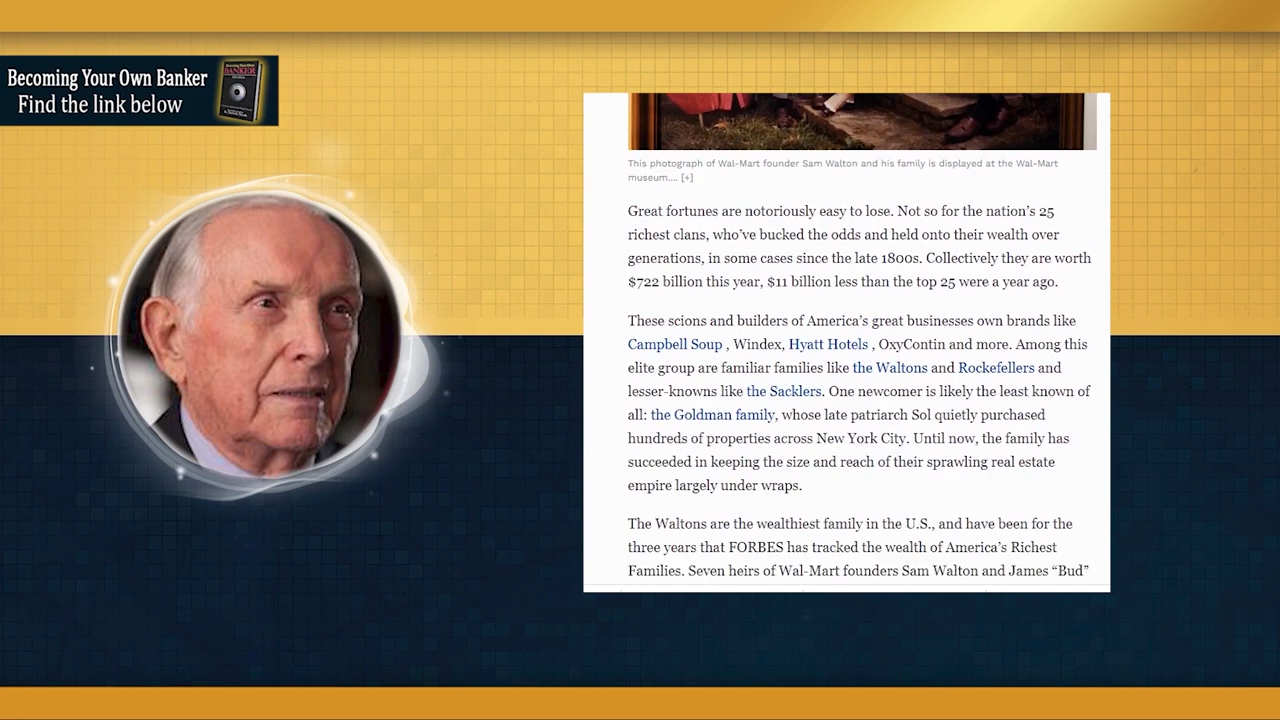 Becoming Your Own Banker
Find the link below
BANKER
This photograph of Wal-Mart founder Sam Walton and his family is displayed at the Wal-Mart
museum.... [+]
Great fortunes are notoriously easy to lose. Not so for the nation’s 25
richest clans, who’ve bucked the odds and held onto their wealth over
generations, in some cases since the late 1800s. Collectively they are worth
$722 billion this year, $11 billion less than the top 25 were a year ago.
These scions and builders of America’s great businesses own brands like
Campbell Soup , Windex, Hyatt Hotels , OxyContin and more. Among this
elite group are familiar families like the Waltons and Rockefellers and
lesser-knowns like the Sacklers. One newcomer is likely the least known of
all: the Goldman family, whose late patriarch Sol quietly purchased
hundreds of properties across New York City. Until now, the family has
succeeded in keeping the size and reach of their sprawling real estate
empire largely under wraps.
The Waltons are the wealthiest family in the U.S., and have been for the
three years that FORBES has tracked the wealth of America’s Richest
Families. Seven heirs of Wal-Mart founders Sam Walton and James “Bud”